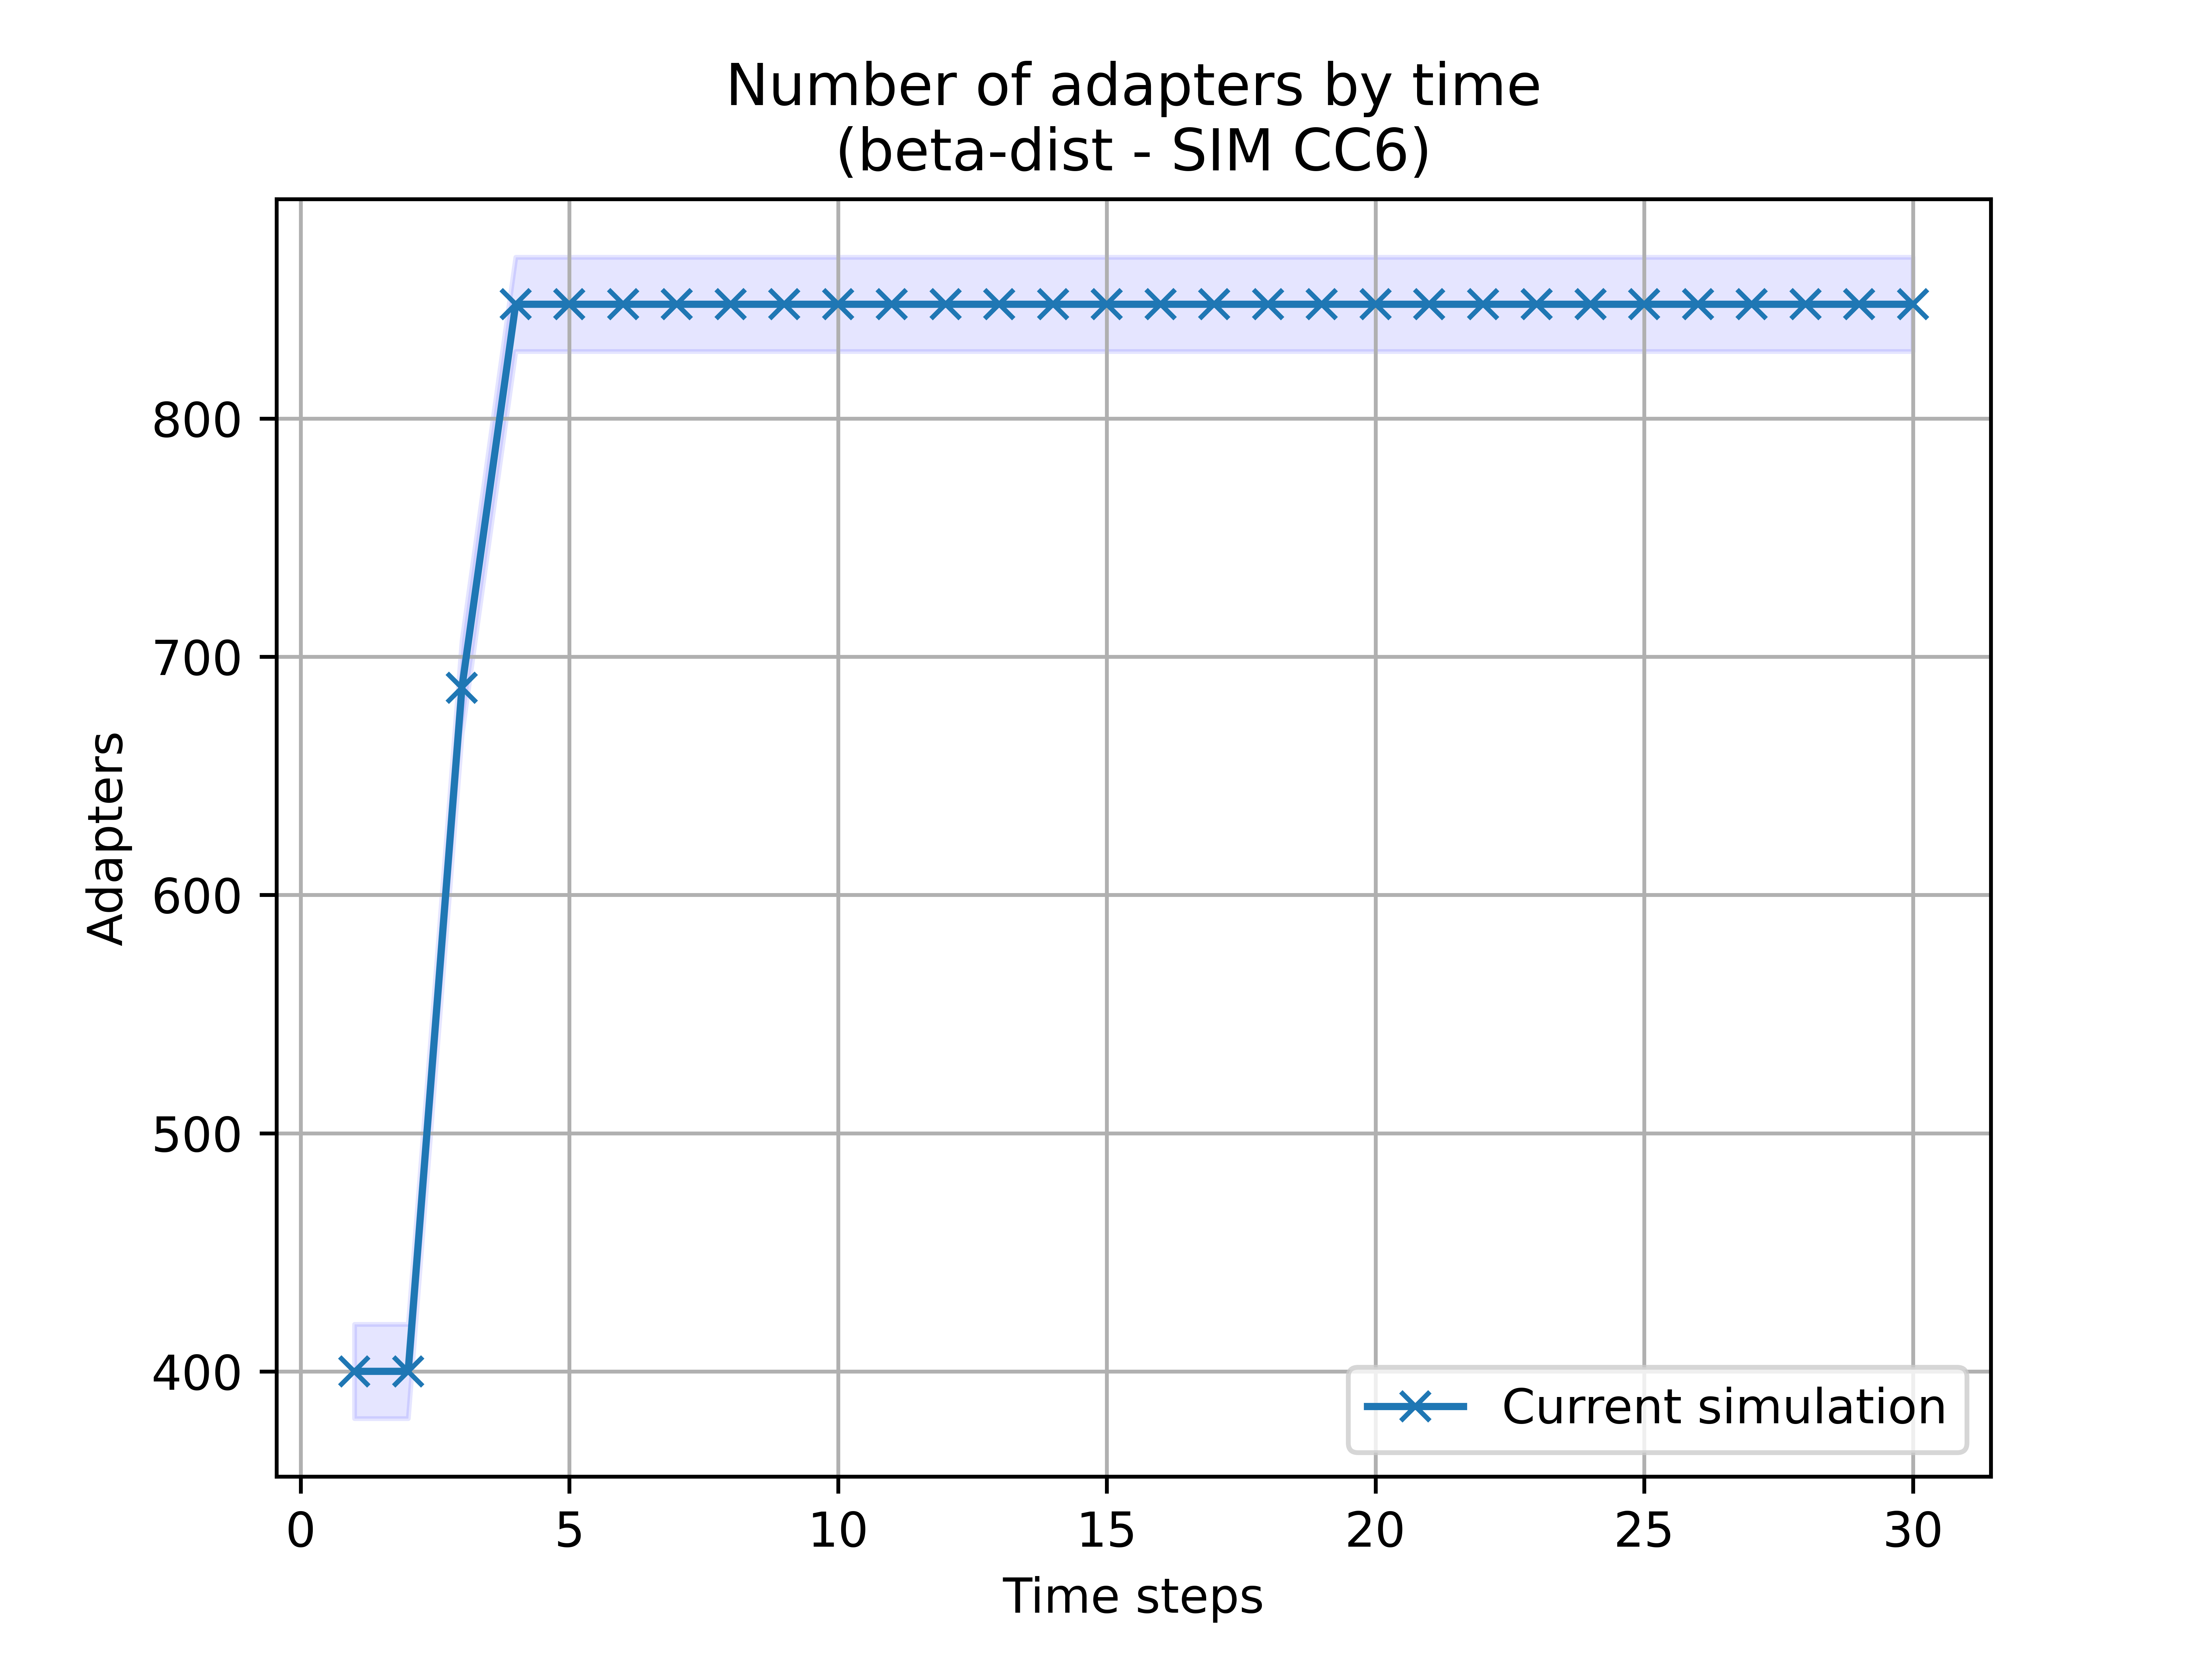 Number of adapters by time
(beta-dist - SIM CC6)
Adapters
800
700
600
500
400
Current simulation
0 5 10 15 20 25 30
Time steps